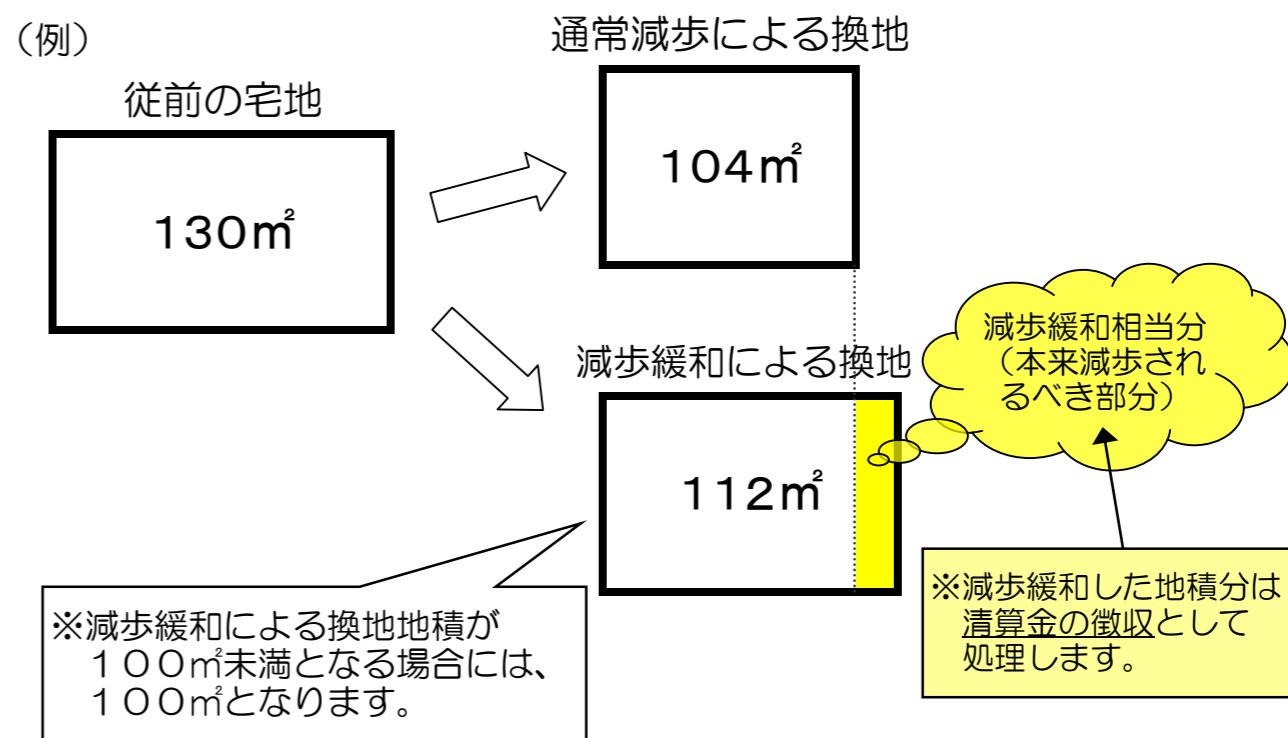 （例）
従前の宅地
130㎡
通常減歩による換地
104㎡
減歩緩和による換地
112㎡
減歩緩和相当分
（本来減歩され
るべき部分）
※減歩緩和による換地地積が
１００㎡未満となる場合には、
１００㎡となります。
※減歩緩和した地積分は
清算金の徴収として
処理します。